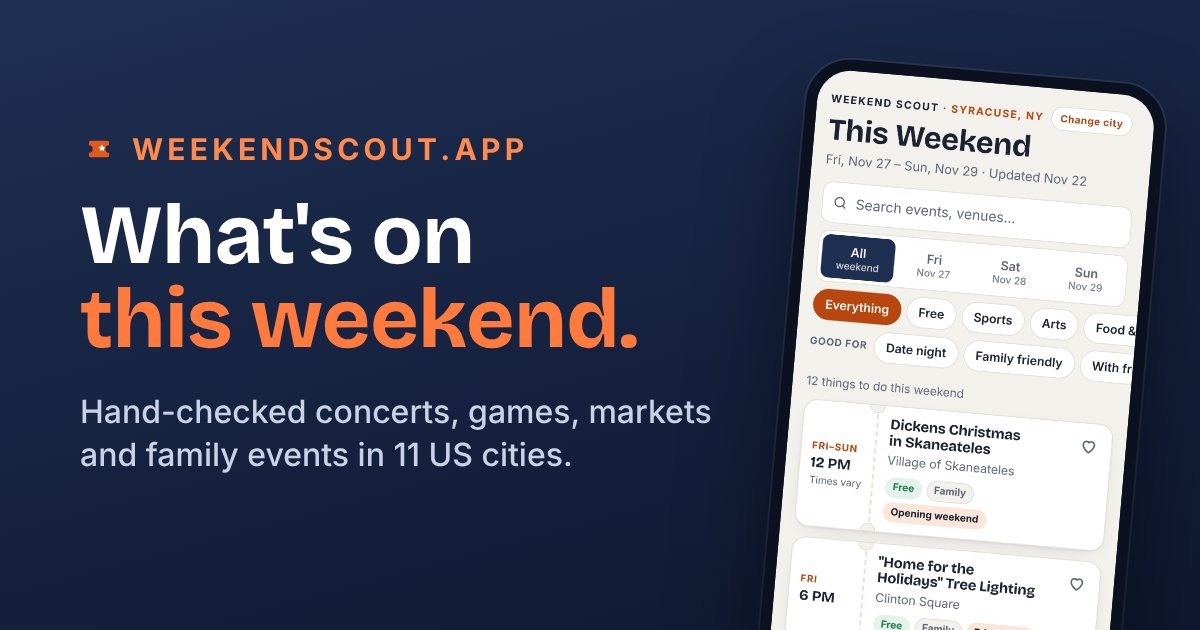 WEEKENDSCOUT.APP
What's on
this weekend.
Hand-checked concerts, games, markets
and family events in 11 US cities.
WEEKEND SCOUT · SYRACUSE, NY
Change city
This Weekend
Fri, Nov 27 – Sun, Nov 29 · Updated Nov 22
Search events, venues...
All
weekend
Fri
Nov 27
Sat
Nov 28
Sun
Nov 29
Everything
Free
Sports
Arts
Food &
GOOD FOR
Date night
Family friendly
With fr
12 things to do this weekend
FRI–SUN
12 PM
Times vary
Dickens Christmas
in Skaneateles
Village of Skaneateles
Free
Family
Opening weekend
FRI
6 PM
"Home for the
Holidays" Tree Lighting
Clinton Square
Free
Family